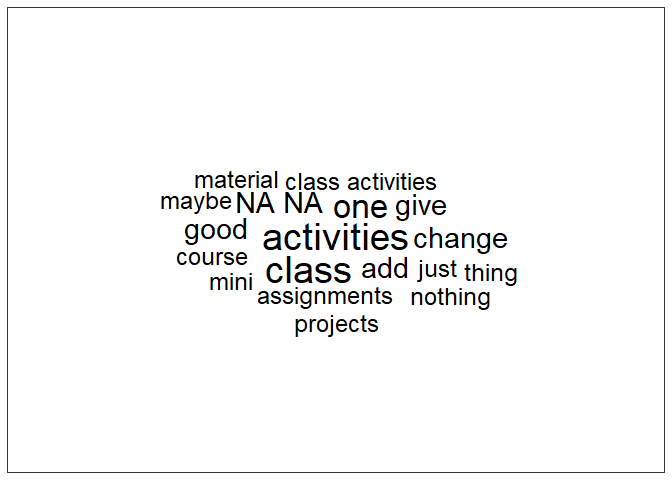 material class activities
maybe NA NA one give
good activities change
course class add just thing
mini assignments nothing
projects